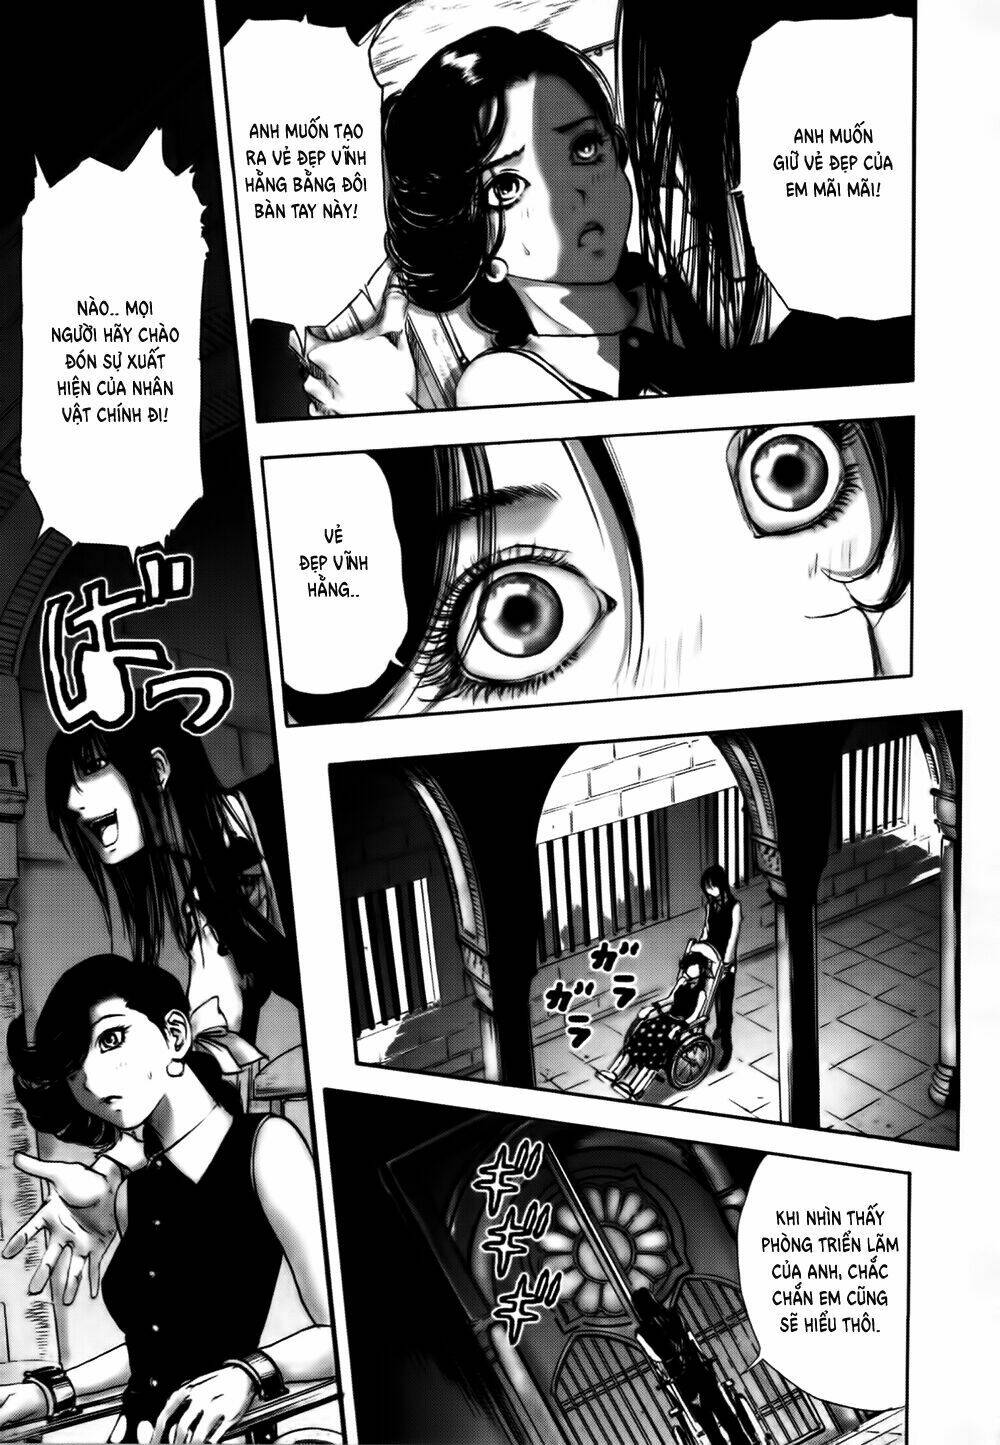 ANH MUỐN
GIỮ VẺ ĐẸP CỦA
EM MÃI MÃI!
ANH MUỐN TẠO
RA VẺ ĐẸP VĨNH
HẰNG BẰNG ĐÔI
BÀN TAY NÀY!
VẺ
ĐẸP VĨNH
HẰNG..
ガラ
ガラ
KHI NHÌN THẤY
PHÒNG TRIỂN LÃM
CỦA ANH, CHẮC
CHẮN EM CŨNG
SẼ HIỂU THÔI.
ギギギ
NÀO.. MỌI
NGƯỜI HÃY CHÀO
ĐÓN SỰ XUẤT
HIỆN CỦA NHÂN
VẬT CHÍNH ĐI!
ばっ